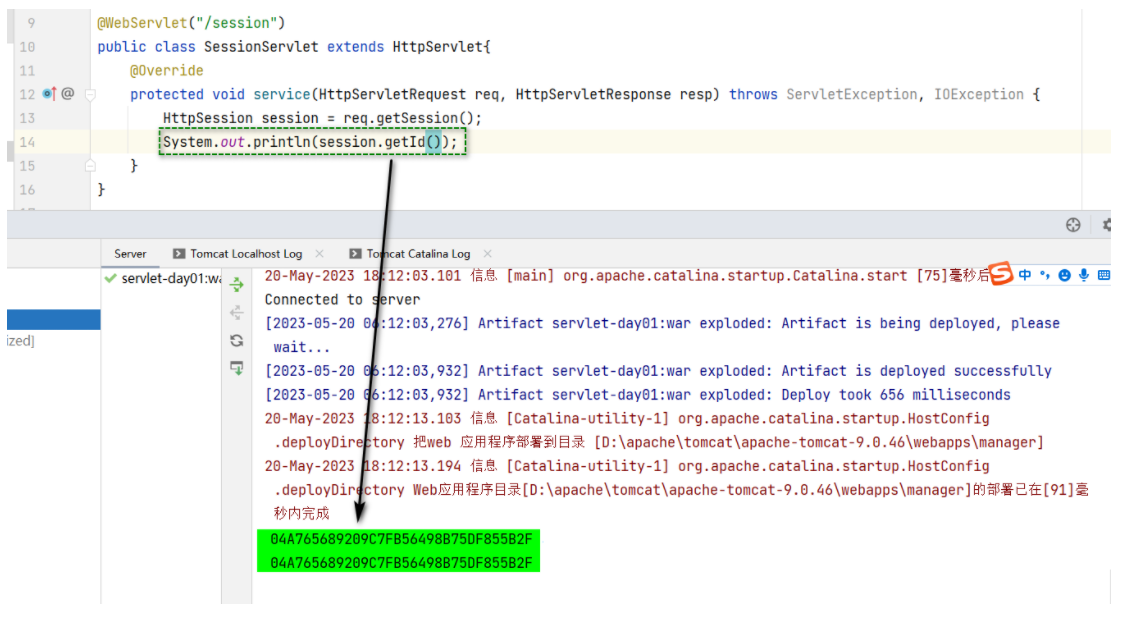 9 @WebServlet("/session")
10 public class SessionServlet extends HttpServlet{
11 @Override
12 @ protected void service(HttpServletRequest req, HttpServletResponse resp) throws ServletException, IOException {
13 HttpSession session = req.getSession();
14 System.out.println(session.getId());
15 }
16 }
Server Tomcat Localhost Log Tomcat Catalina Log
servlet-day01:wa
ized]
20-May-2023 18:12:03.101 信息 [main] org.apache.catalina.startup.Catalina.start [75]毫秒后 中
Connected to server
[2023-05-20 06:12:03,276] Artifact servlet-day01:war exploded: Artifact is being deployed, please
wait...
[2023-05-20 06:12:03,932] Artifact servlet-day01:war exploded: Artifact is deployed successfully
[2023-05-20 06:12:03,932] Artifact servlet-day01:war exploded: Deploy took 656 milliseconds
20-May-2023 18:12:13.103 信息 [Catalina-utility-1] org.apache.catalina.startup.HostConfig
.deployDirectory 把web 应用程序部署到目录 [D:\apache\tomcat\apache-tomcat-9.0.46\webapps\manager]
20-May-2023 18:12:13.194 信息 [Catalina-utility-1] org.apache.catalina.startup.HostConfig
.deployDirectory Web应用程序目录[D:\apache\tomcat\apache-tomcat-9.0.46\webapps\manager]的部署已在[91]毫
秒内完成
04A765689209C7FB56498B75DF855B2F
04A765689209C7FB56498B75DF855B2F